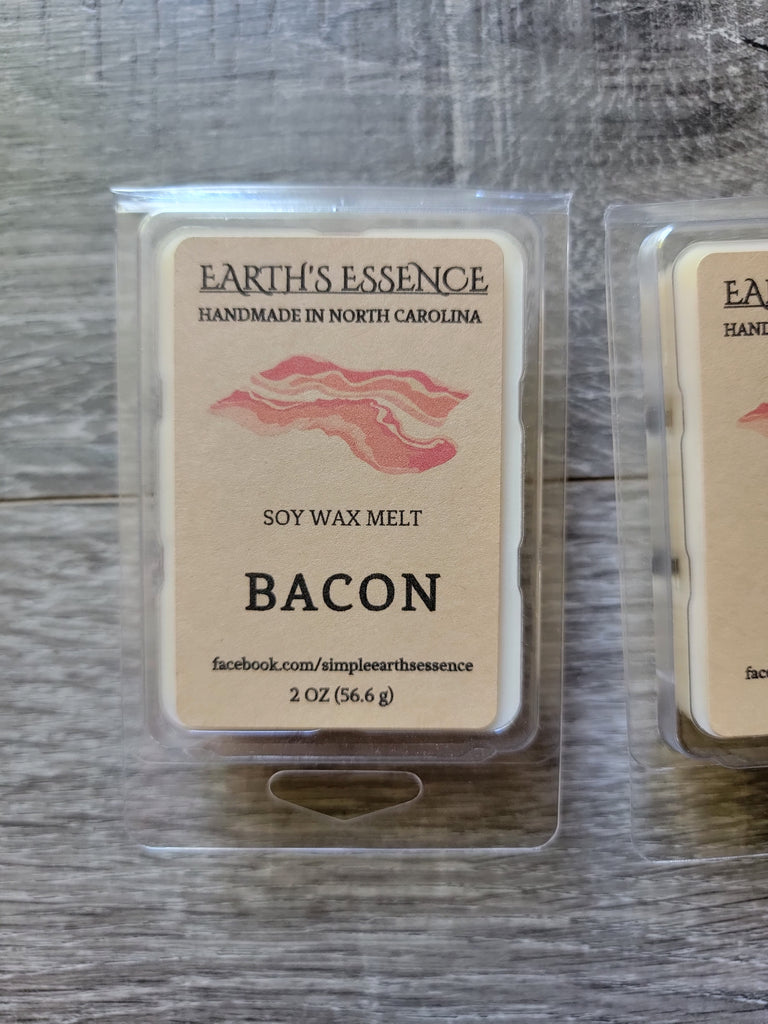 EARTH'S ESSENCE
HANDMADE IN NORTH CAROLINA
SOY WAX MELT
BACON
facebook.com/simpleearthsessence
2 OZ (56.6 g)